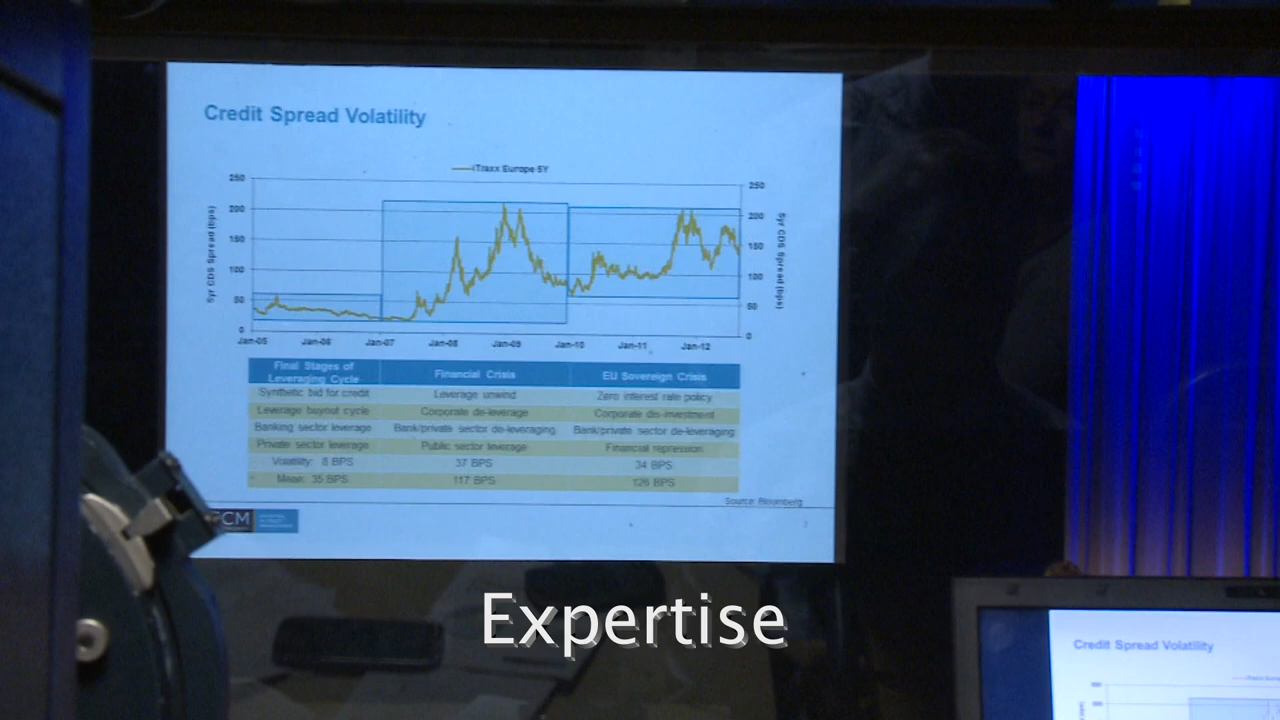 Credit Spread Volatility
iTraxx Europe 5Y
250
200
150
100
50
0
5yr CDS Spread (bps)
250
200
150
100
50
0
5yr CDS Spread (bps)
Jan-05 Jan-06 Jan-07 Jan-08 Jan-09 Jan-10 Jan-11 Jan-12
Final Stages of
Leveraging Cycle Financial Crisis EU Sovereign Crisis
Synthetic bid for credit Leverage unwind Zero interest rate policy
Leverage buyout cycle Corporate de-leverage Corporate dis-investment
Banking sector leverage Bank/private sector de-leveraging Bank/private sector de-leveraging
Private sector leverage Public sector leverage Financial repression
Volatility: 8 BPS 37 BPS 34 BPS
Mean: 35 BPS 117 BPS 126 BPS
Source: Bloomberg
CM
Expertise
Credit Spread Volatility